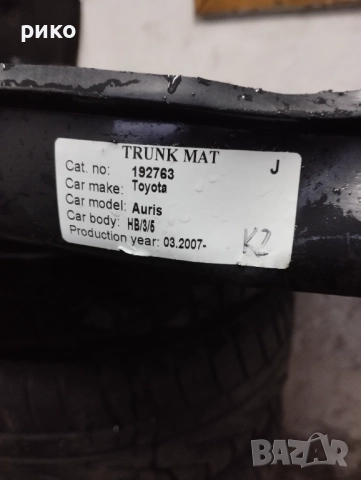 рико
TRUNK MAT J
Cat. no: 192763
Car make: Toyota
Car model: Auris
Car body: HB/3/5
Production year: 03.2007-
K2
BAZAR